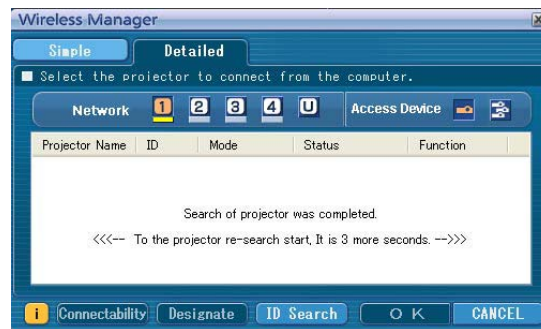 Wireless Manager
Simple Detailed
Select the projector to connect from the computer.
Network 1 2 3 4 U Access Device
Projector Name ID Mode Status Function
Search of projector was completed.
<<<-- To the projector re-search start, It is 3 more seconds. -->>>
i Connectability Designate ID Search OK CANCEL